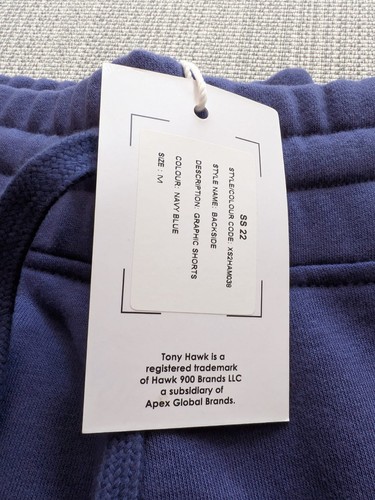 SS 22
STYLE/COLOUR CODE: XS2HAM038
STYLE NAME: BACKSIDE
DESCRIPTION: GRAPHIC SHORTS
COLOUR: NAVY BLUE
SIZE: M
Tony Hawk is a
registered trademark
of Hawk 900 Brands LLC
a subsidiary of
Apex Global Brands.